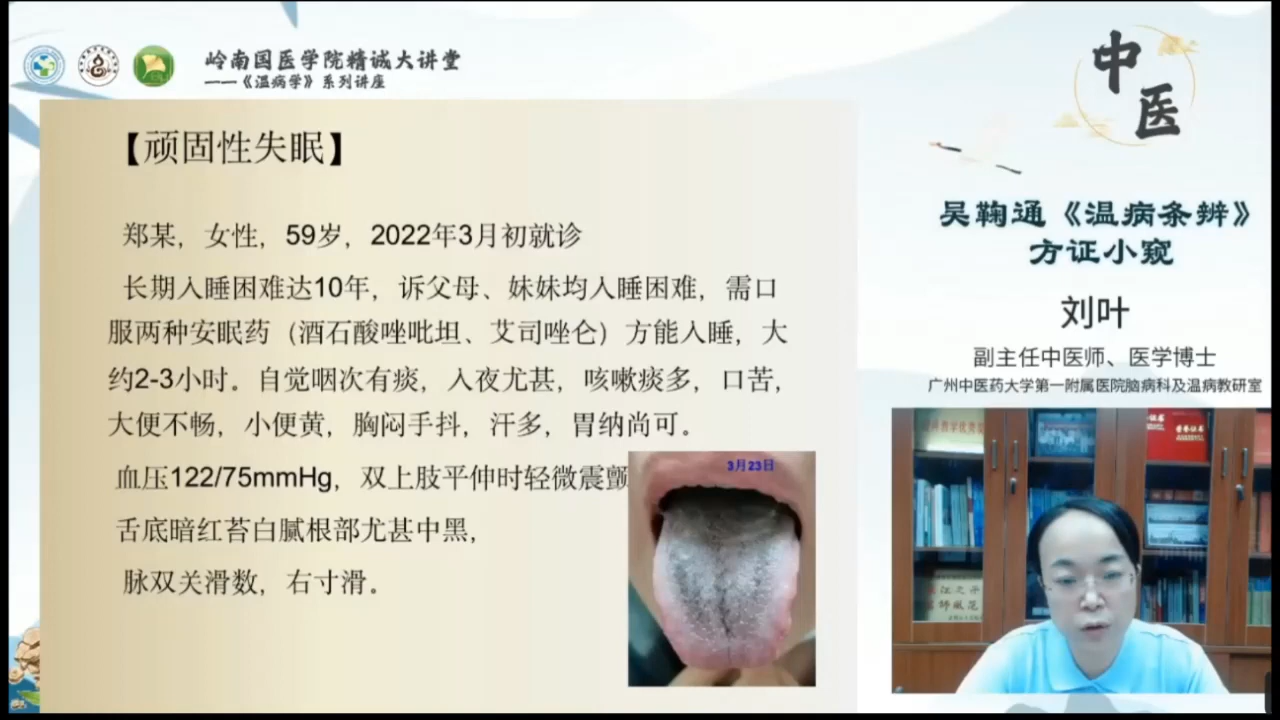 岭南国医学院精诚大讲堂
——《温病学》系列讲座
【顽固性失眠】
郑某，女性，59岁，2022年3月初就诊
长期入睡困难达10年，诉父母、妹妹均入睡困难，需口
服两种安眠药（酒石酸唑吡坦、艾司唑仑）方能入睡，大
约2-3小时。自觉咽次有痰，入夜尤甚，咳嗽痰多，口苦，
大便不畅，小便黄，胸闷手抖，汗多，胃纳尚可。
血压122/75mmHg，双上肢平伸时轻微震颤
舌底暗红苔白腻根部尤甚中黑，
脉双关滑数，右寸滑。
3月23日
中医
吴鞠通《温病条辨》
方证小窥
刘叶
副主任中医师、医学博士
广州中医药大学第一附属医院脑病科及温病教研室